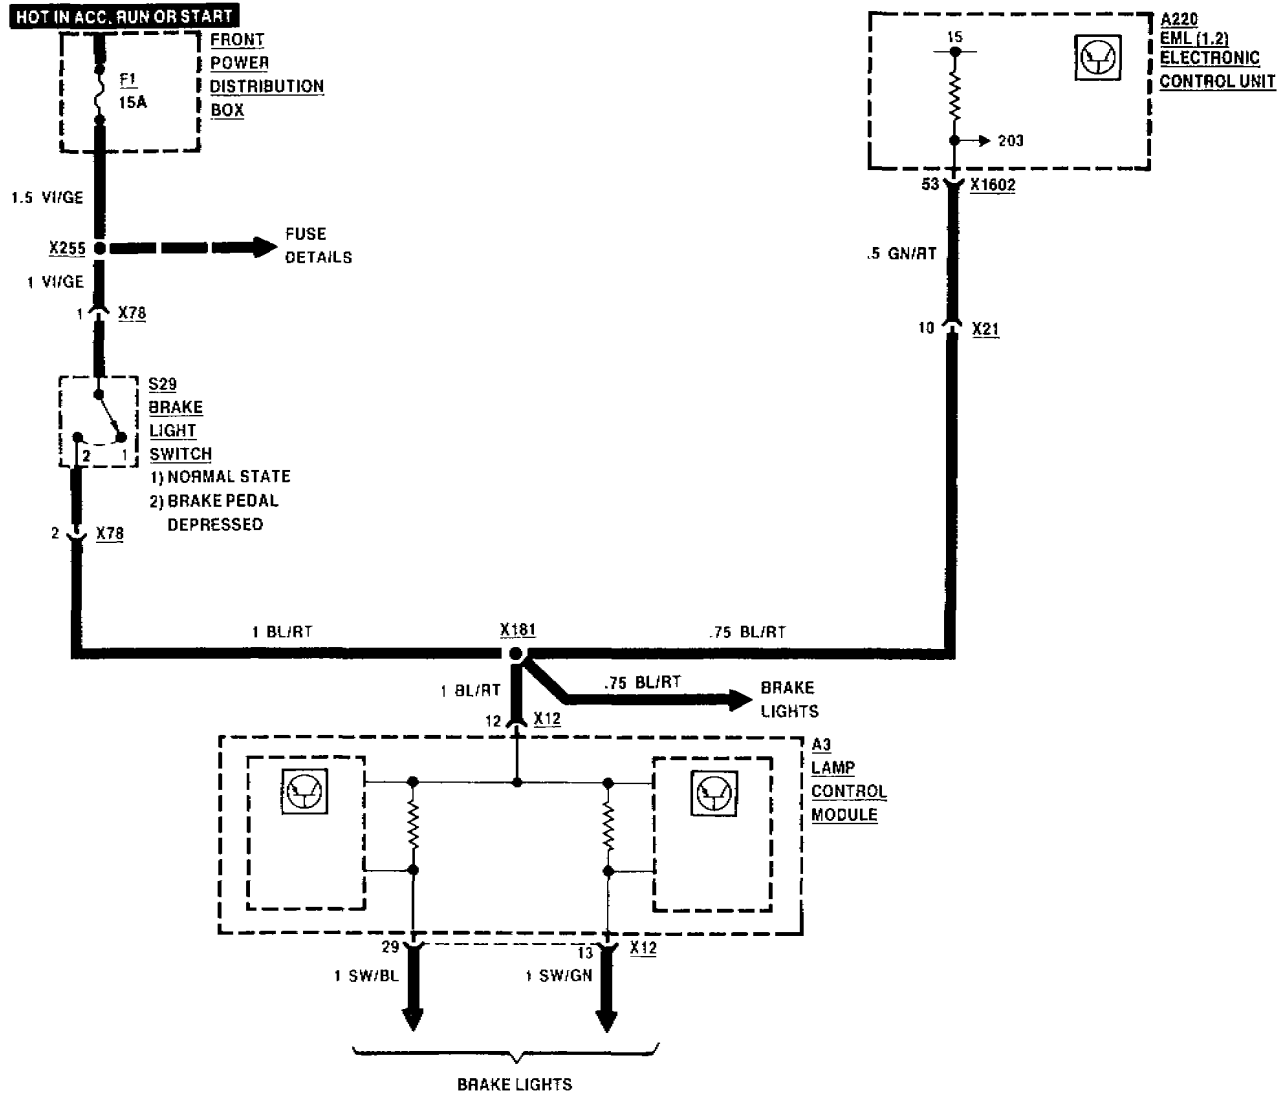 HOT IN ACC, RUN OR START
FRONT
POWER
DISTRIBUTION
BOX
F1
15A
1.5 VI/GE
X255
FUSE
DETAILS
1 VI/GE
1
X78
S29
BRAKE
LIGHT
SWITCH
2
1
1) NORMAL STATE
2) BRAKE PEDAL
DEPRESSED
2
X78
1 BL/RT
X181
.75 BL/RT
A220
EML (1.2)
ELECTRONIC
CONTROL UNIT
15
203
53
X1602
.5 GN/RT
10
X21
1 BL/RT
.75 BL/RT
BRAKE
LIGHTS
12
X12
A3
LAMP
CONTROL
MODULE
29
13
X12
1 SW/BL
1 SW/GN
BRAKE LIGHTS